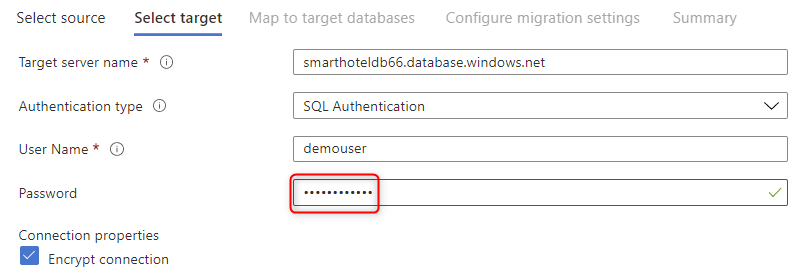 Select source Select target Map to target databases Configure migration settings Summary
Target server name * smarthoteldb66.database.windows.net
Authentication type SQL Authentication
User Name * demouser
Password ••••••••••••
Connection properties
Encrypt connection